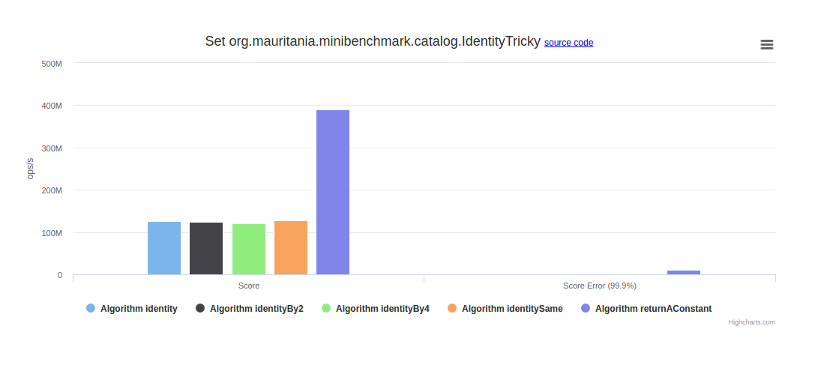 Set org.mauritania.minibenchmark.catalog.IdentityTricky source code
500M
400M
300M
200M
100M
0
ops/s
Score
Score Error (99.9%)
Algorithm identity
Algorithm identityBy2
Algorithm identityBy4
Algorithm identitySame
Algorithm returnAConstant
Highcharts.com